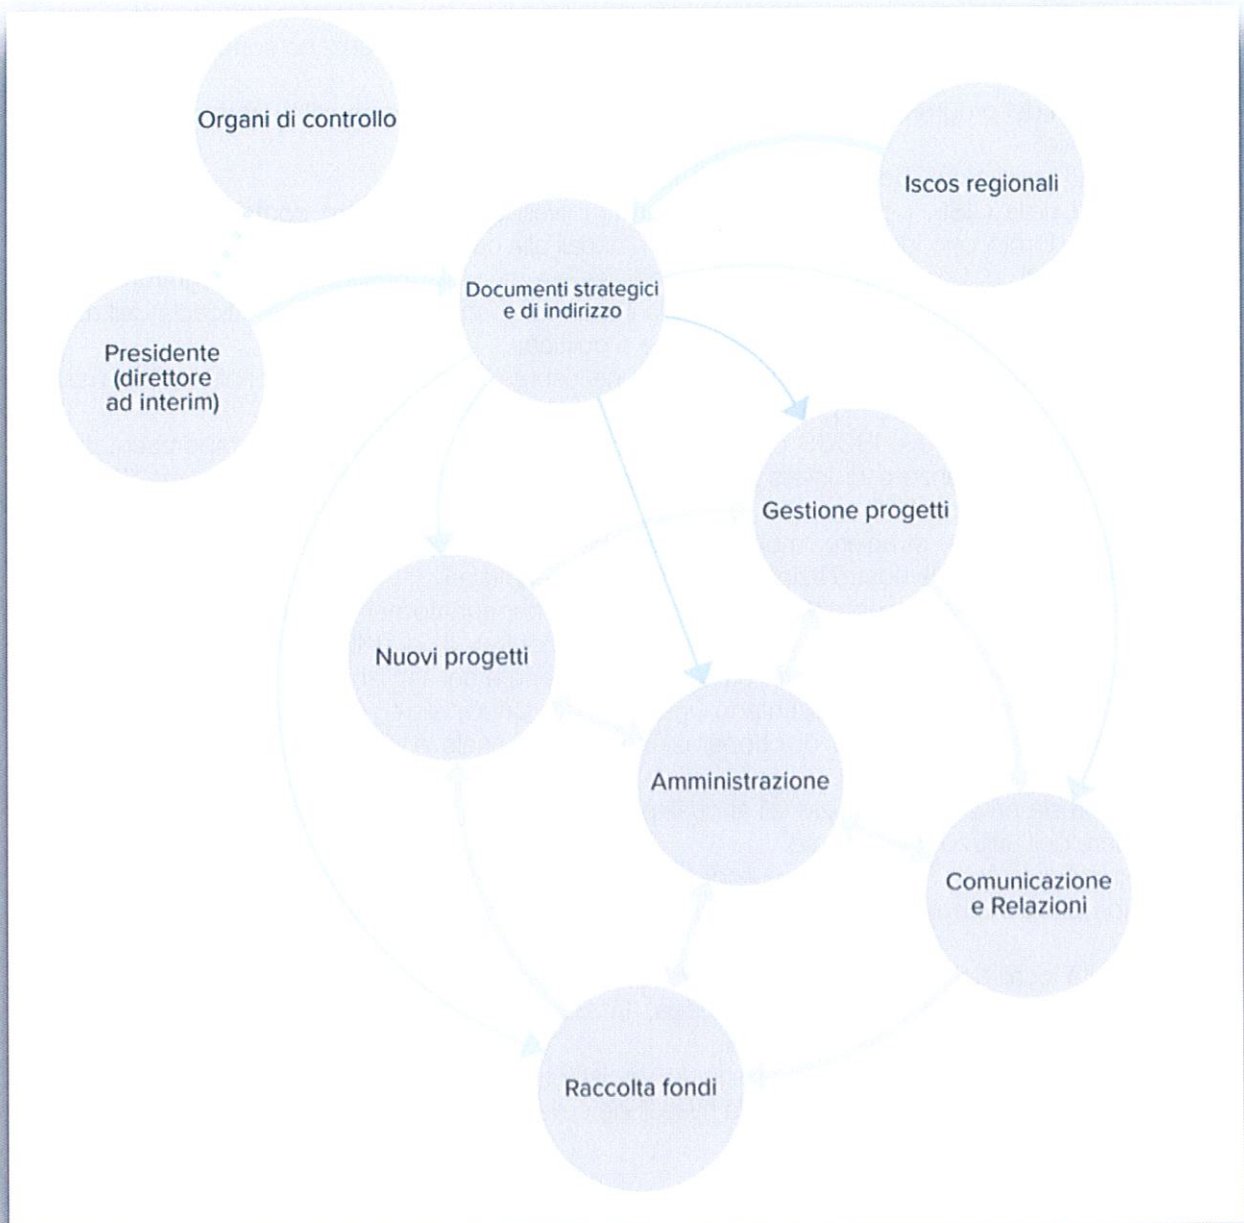 Organi di controllo
Iscos regionali
Documenti strategici
e di indirizzo
Presidente
(direttore
ad interim)
Gestione progetti
Nuovi progetti
Amministrazione
Comunicazione
e Relazioni
Raccolta fondi